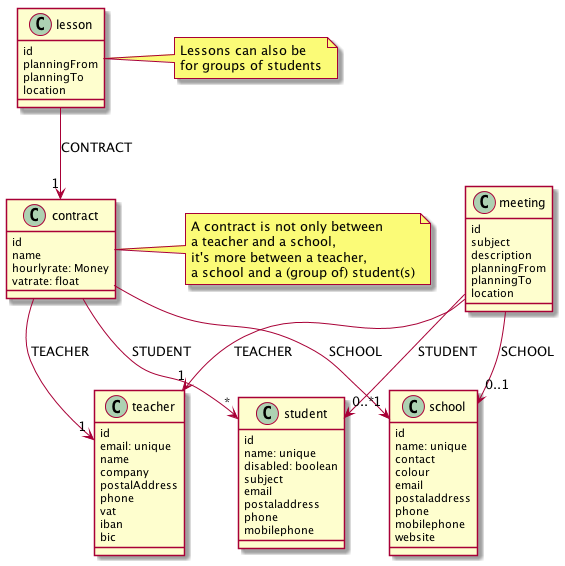 C lesson
id
planningFrom
planningTo
location
Lessons can also be
for groups of students
CONTRACT
1
C contract
id
name
hourlyrate: Money
vatrate: float
A contract is not only between
a teacher and a school,
it's more between a teacher,
a school and a (group of) student(s)
C meeting
id
subject
description
planningFrom
planningTo
location
TEACHER
STUDENT
TEACHER
SCHOOL
STUDENT
SCHOOL
1
*
1
0..*
1
0..1
C teacher
id
email: unique
name
company
postalAddress
phone
vat
iban
bic
C student
id
name: unique
disabled: boolean
subject
email
postaladdress
phone
mobilephone
C school
id
name: unique
contact
colour
email
postaladdress
phone
mobilephone
website